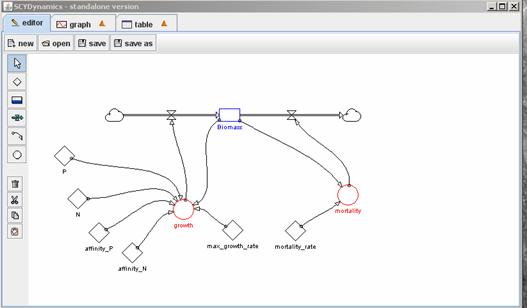 SCYDynamics - standalone version
editor graph table
new open save save as
Biomass
P
N
affinity_P
affinity_N
growth
max_growth_rate
mortality_rate
mortality